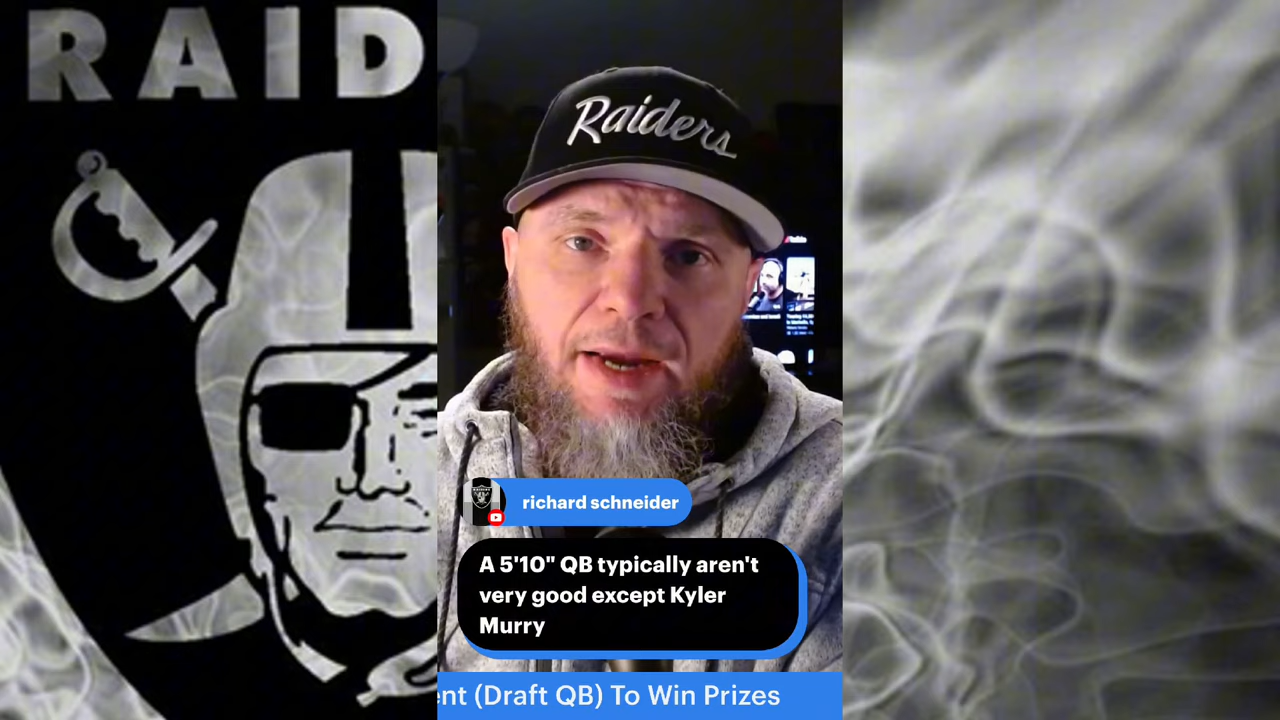 RAID
Raiders
richard schneider
A 5'10" QB typically aren't
very good except Kyler
Murry
nt (Draft QB) To Win Prizes